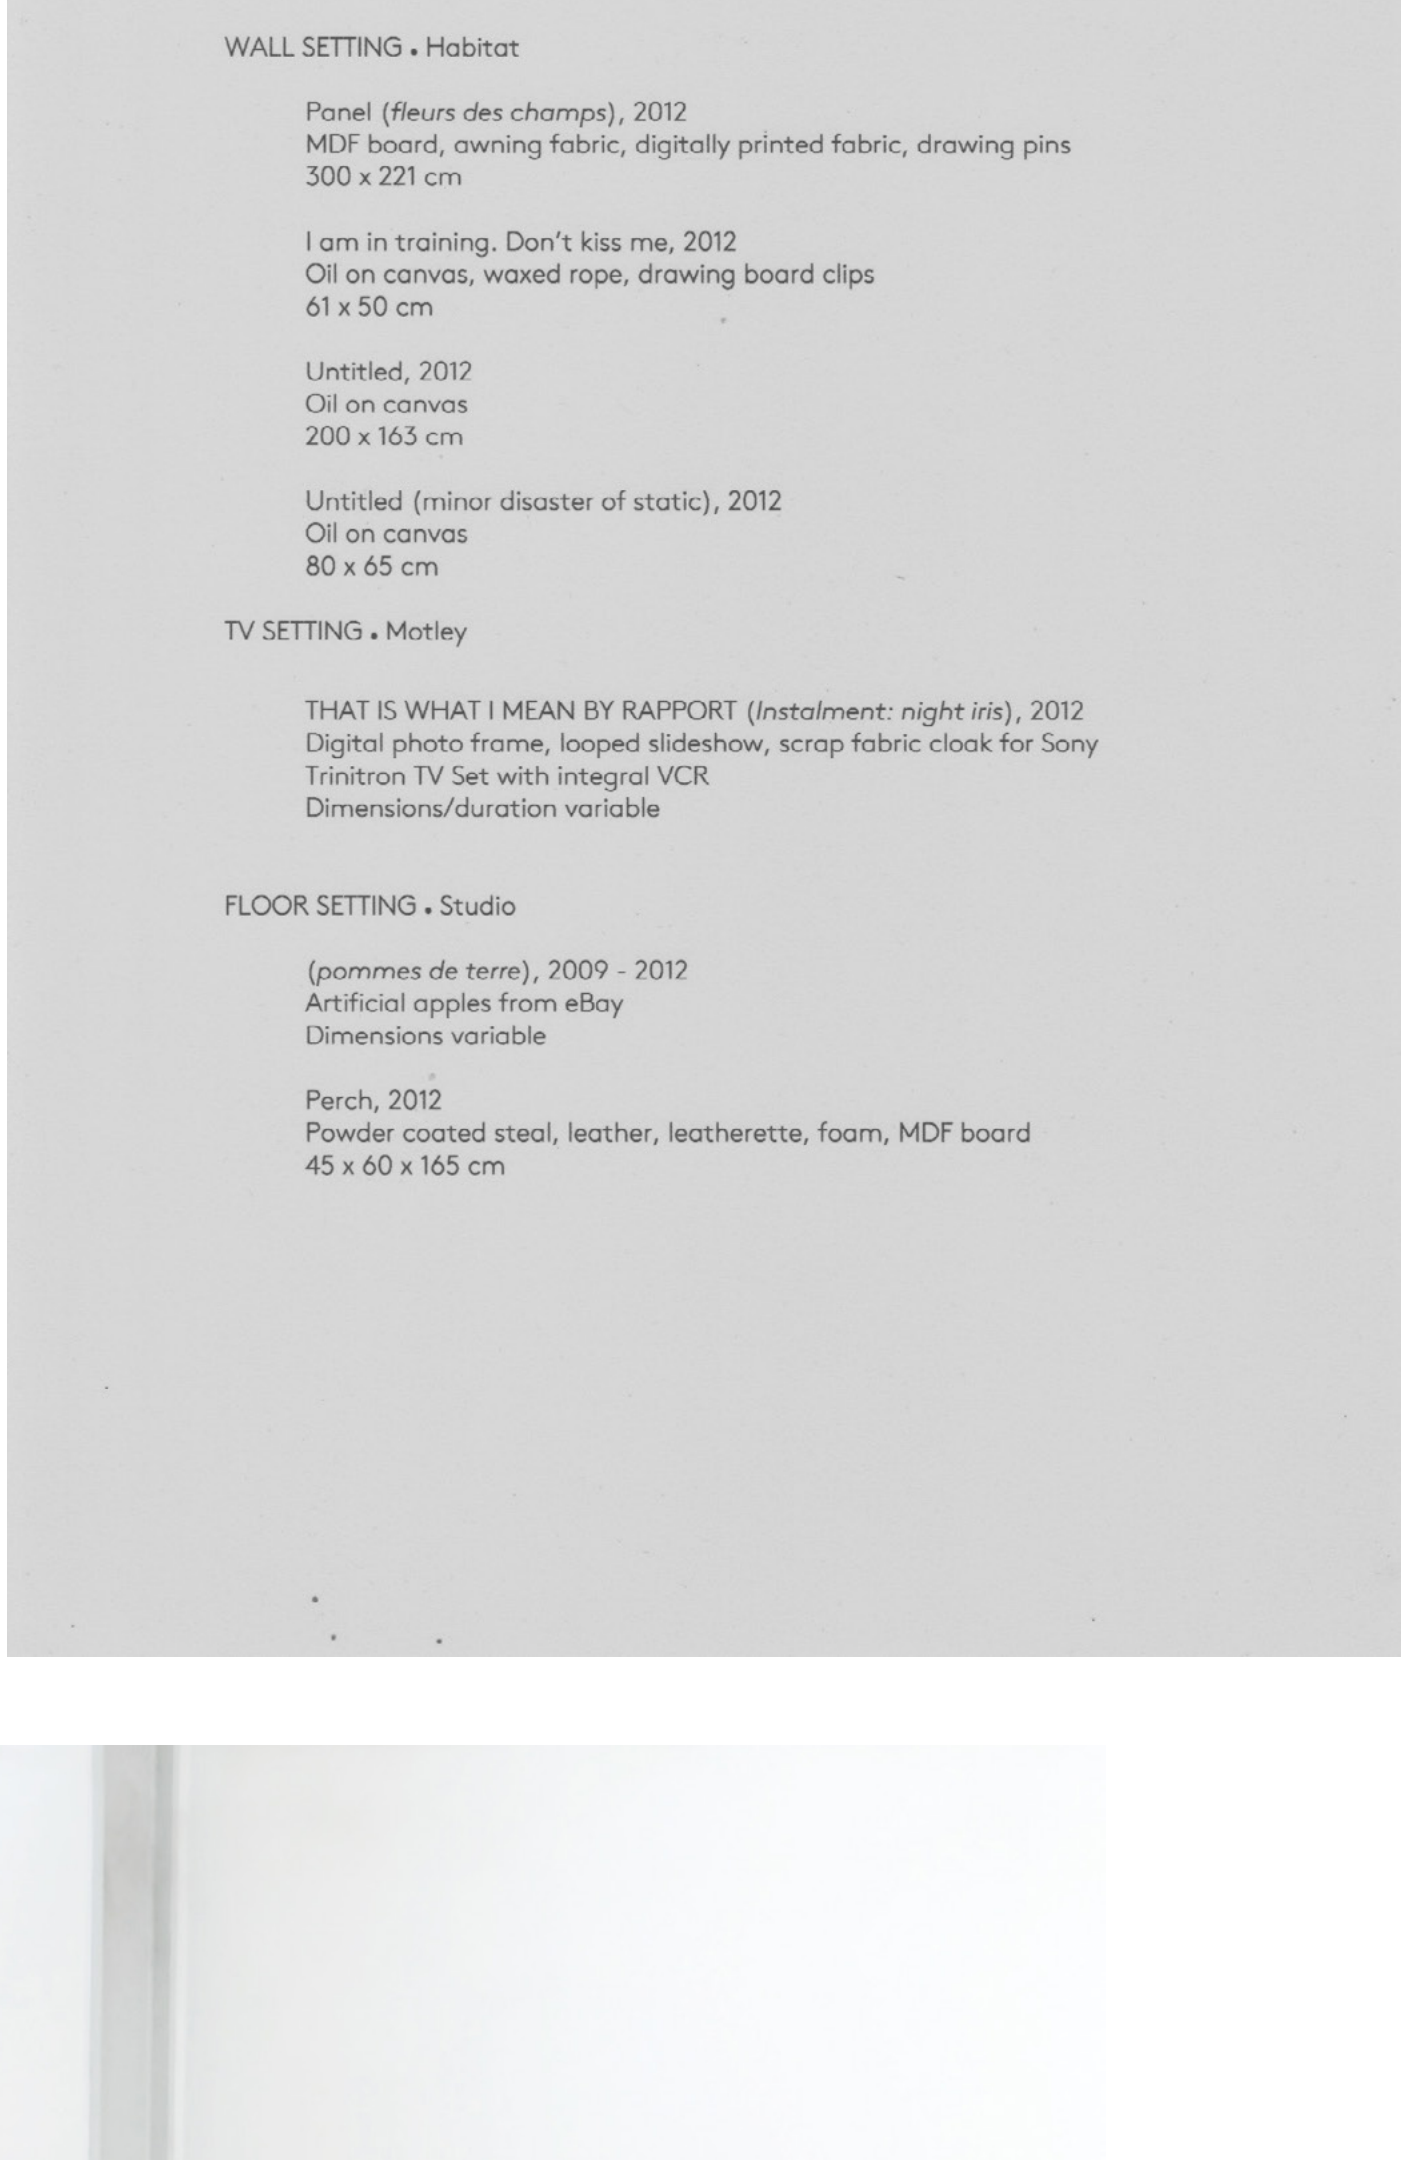 WALL SETTING • Habitat
Panel (fleurs des champs), 2012
MDF board, awning fabric, digitally printed fabric, drawing pins
300 x 221 cm
I am in training. Don't kiss me, 2012
Oil on canvas, waxed rope, drawing board clips
61 x 50 cm
Untitled, 2012
Oil on canvas
200 x 163 cm
Untitled (minor disaster of static), 2012
Oil on canvas
80 x 65 cm
TV SETTING • Motley
THAT IS WHAT I MEAN BY RAPPORT (Instalment: night iris), 2012
Digital photo frame, looped slideshow, scrap fabric cloak for Sony
Trinitron TV Set with integral VCR
Dimensions/duration variable
FLOOR SETTING • Studio
(pommes de terre), 2009 - 2012
Artificial apples from eBay
Dimensions variable
Perch, 2012
Powder coated steal, leather, leatherette, foam, MDF board
45 x 60 x 165 cm